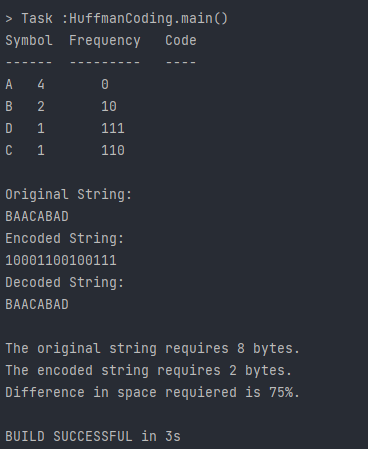 > Task :HuffmanCoding.main()
Symbol  Frequency   Code
------  ---------   ----
A   4       0
B   2       10
D   1       111
C   1       110
Original String:
BAACABAD
Encoded String:
10001100100111
Decoded String:
BAACABAD
The original string requires 8 bytes.
The encoded string requires 2 bytes.
Difference in space requiered is 75%.
BUILD SUCCESSFUL in 3s